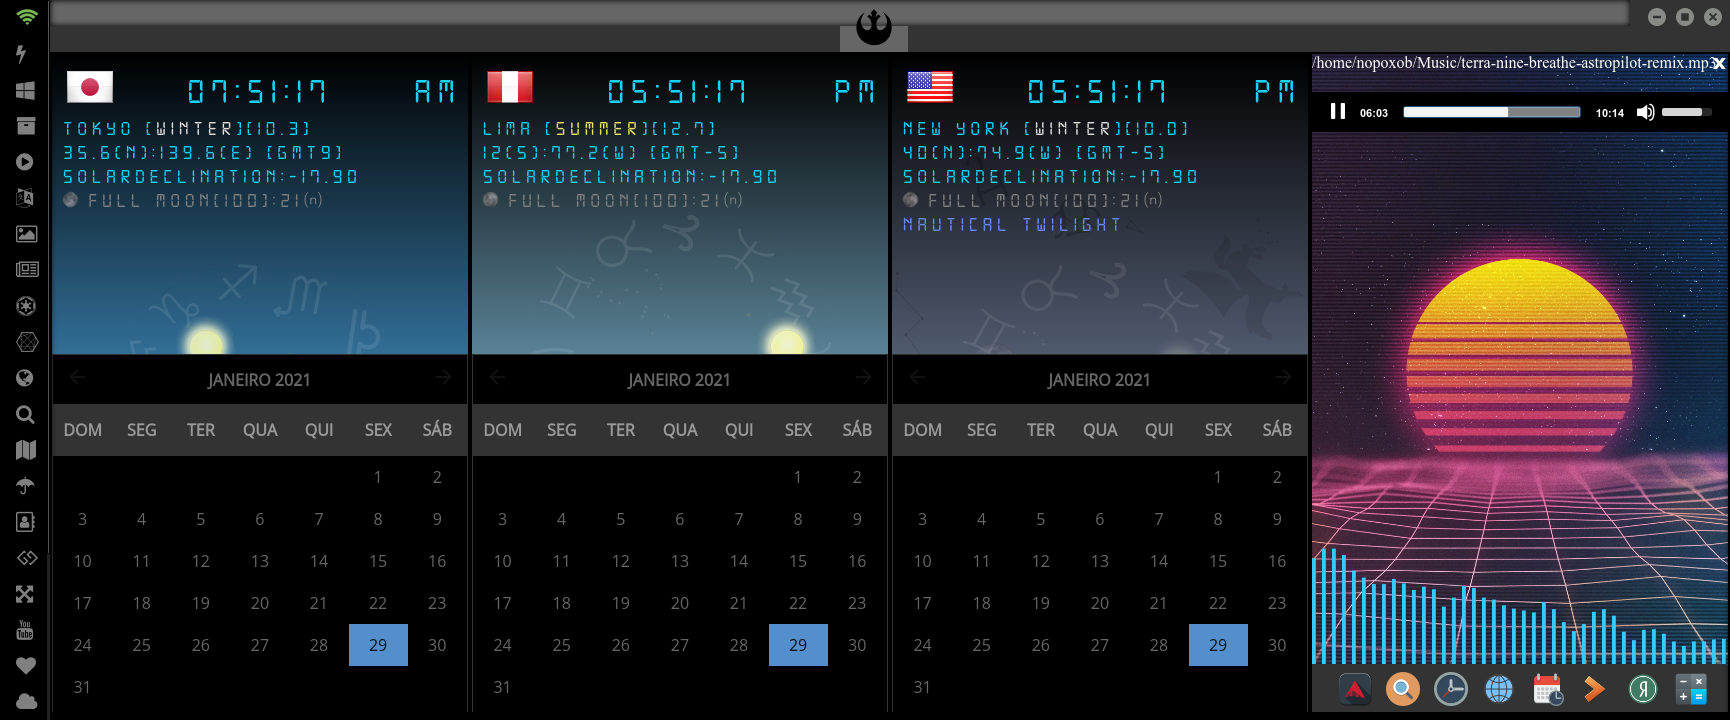 07:51:17 AM
TOKYO [WINTER][10.3]
35.6(N):139.6(E) [GMT9]
SOLARDECLINATION:-17.90
FULL MOON[100]:21(n)
JANEIRO 2021
DOM SEG TER QUA QUI SEX SÁB
1 2
3 4 5 6 7 8 9
10 11 12 13 14 15 16
17 18 19 20 21 22 23
24 25 26 27 28 29 30
31
05:51:17 PM
LIMA [SUMMER][12.7]
12(S):77.2(W) [GMT-5]
SOLARDECLINATION:-17.90
FULL MOON[100]:21(n)
JANEIRO 2021
DOM SEG TER QUA QUI SEX SÁB
1 2
3 4 5 6 7 8 9
10 11 12 13 14 15 16
17 18 19 20 21 22 23
24 25 26 27 28 29 30
31
05:51:17 PM
NEW YORK [WINTER][10.0]
40(N):74.9(W) [GMT-5]
SOLARDECLINATION:-17.90
FULL MOON[100]:21(n)
NAUTICAL TWILIGHT
JANEIRO 2021
DOM SEG TER QUA QUI SEX SÁB
1 2
3 4 5 6 7 8 9
10 11 12 13 14 15 16
17 18 19 20 21 22 23
24 25 26 27 28 29 30
31
/home/nopoxob/Music/terra-nine-breathe-astropilot-remix.mp3
06:03 10:14
You
Tube
Я